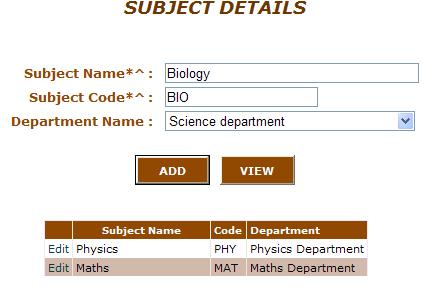 SUBJECT DETAILS
Subject Name*^ : Biology
Subject Code*^ : BIO
Department Name : Science department
ADD VIEW
Subject Name Code Department
Edit Physics PHY Physics Department
Edit Maths MAT Maths Department